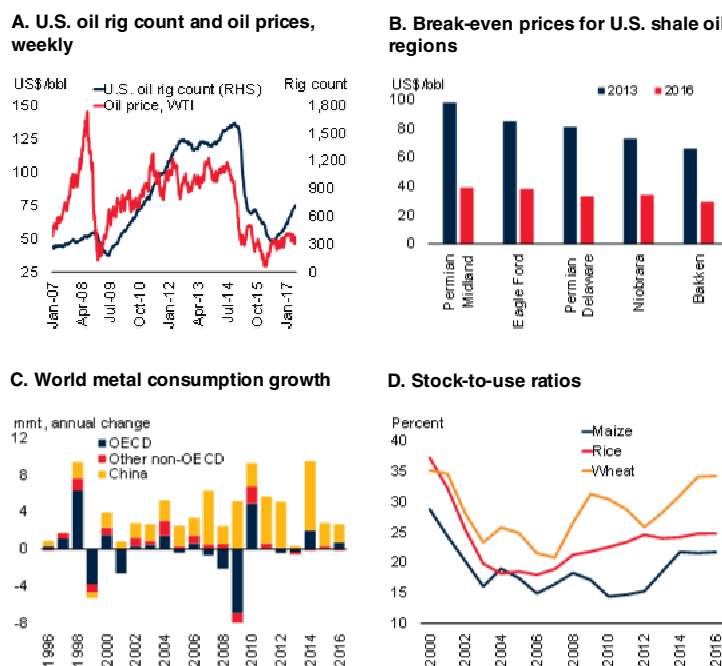 A. U.S. oil rig count and oil prices,
weekly
US$/bbl
Rig count
U.S. oil rig count (RHS)
Oil price, WTI
150
125
100
75
50
25
1,800
1,500
1,200
900
600
300
0
Jan-07
Apr-08
Jul-09
Oct-10
Jan-12
Apr-13
Jul-14
Oct-15
Jan-17
B. Break-even prices for U.S. shale oil
regions
US$/bbl
2013
2016
100
80
60
40
20
0
Permian
Midland
Eagle Ford
Permian
Delaware
Niobrara
Bakken
C. World metal consumption growth
mmt, annual change
OECD
Other non-OECD
China
12
8
4
0
-4
-8
1996
1998
2000
2002
2004
2006
2008
2010
2012
2014
2016
D. Stock-to-use ratios
Percent
Maize
Rice
Wheat
40
35
30
25
20
15
10
2000
2002
2004
2006
2008
2010
2012
2014
2016